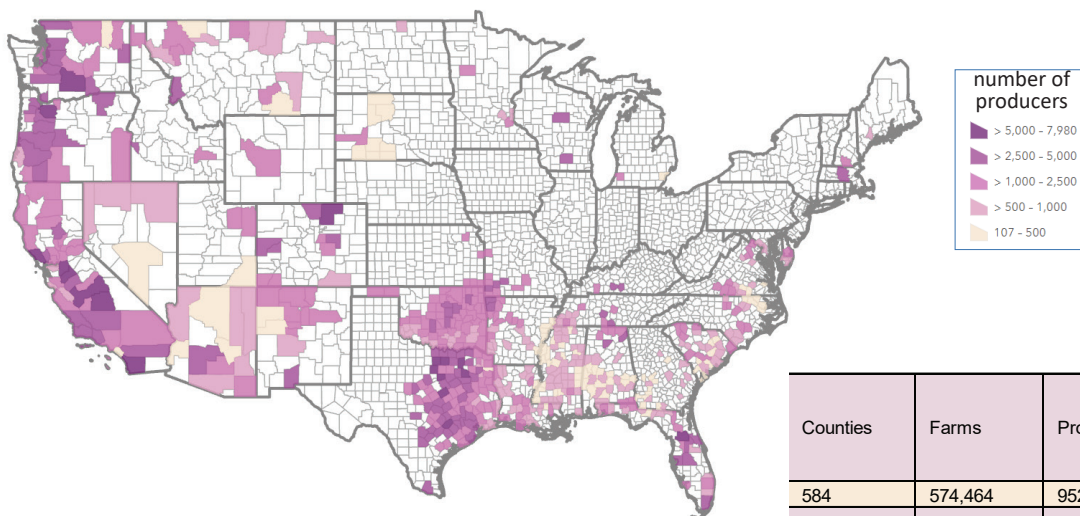 number of
producers
> 5,000 - 7,980
> 2,500 - 5,000
> 1,000 - 2,500
> 500 - 1,000
107 - 500
Counties Farms
584 574,464